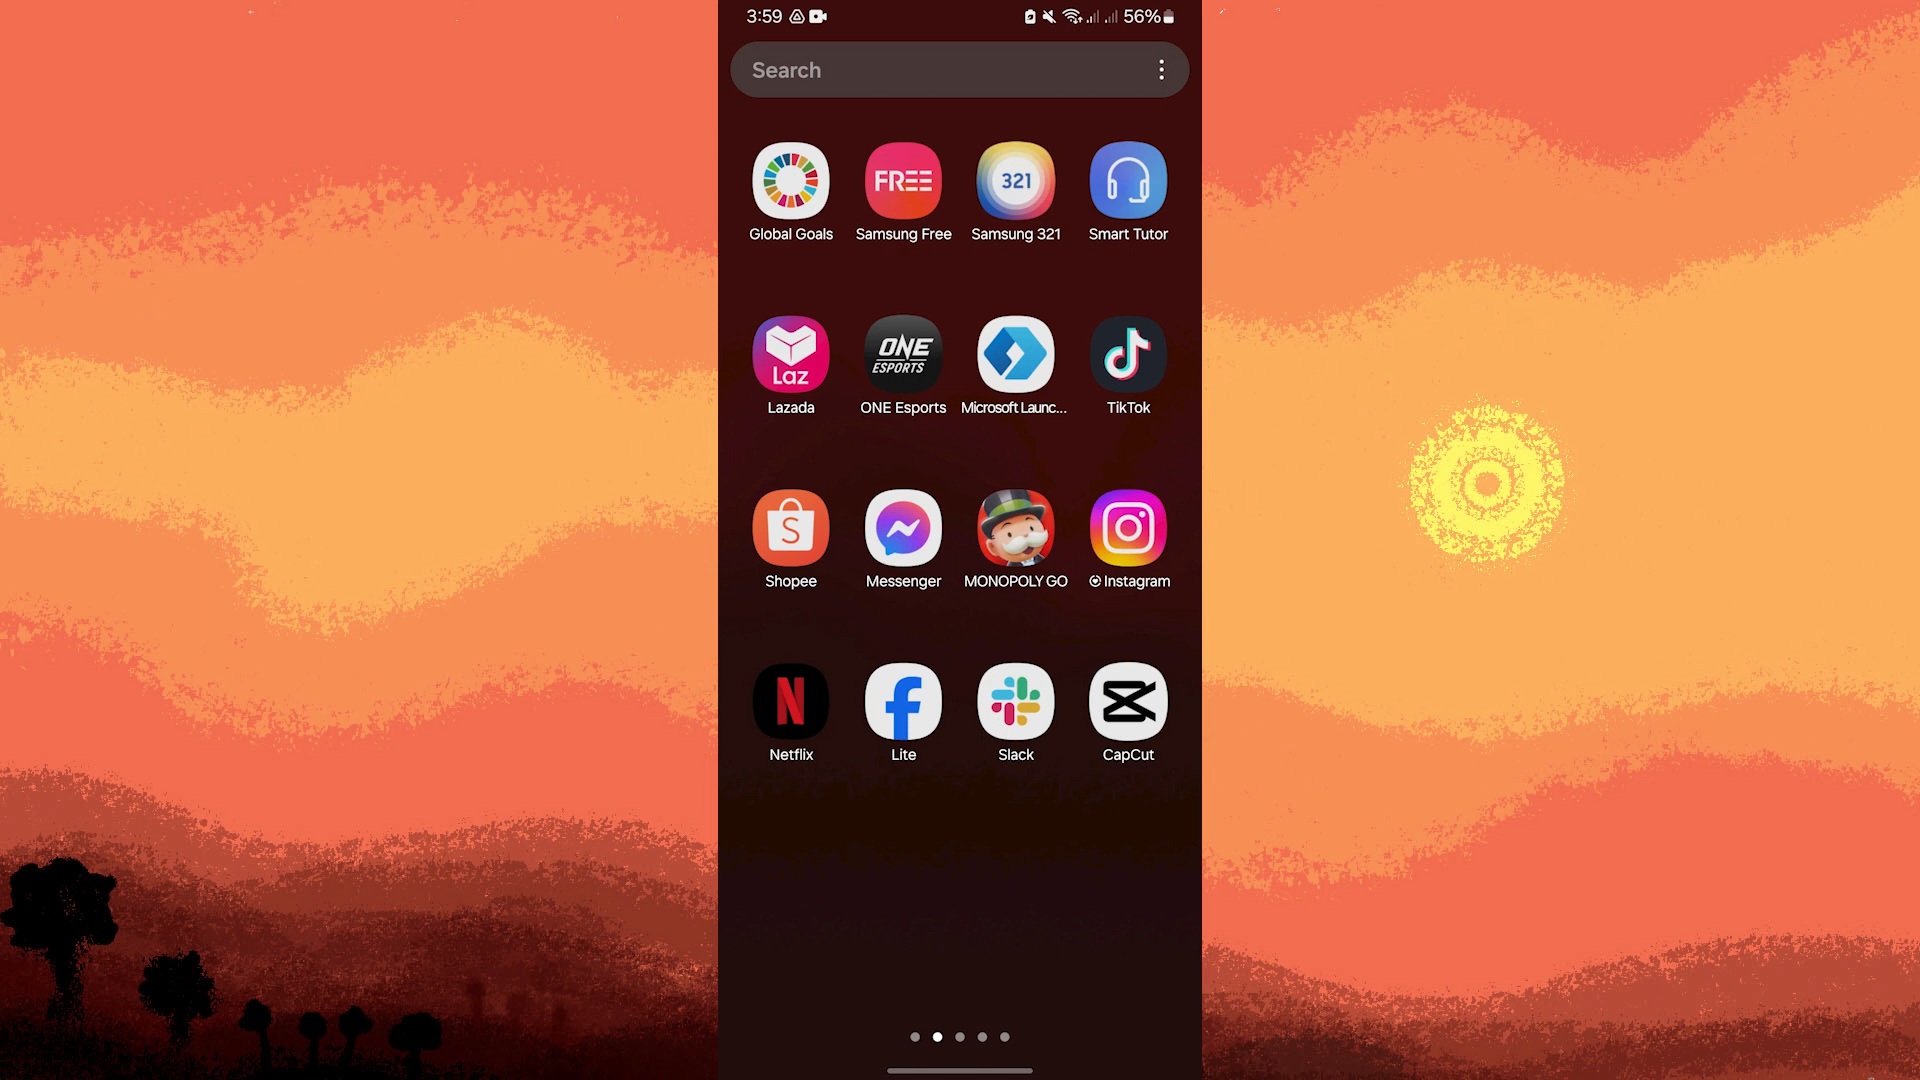 3:59 56%
Search
FREE 321
Global Goals Samsung Free Samsung 321 Smart Tutor
Laz ONE ESPORTS
Lazada ONE Esports Microsoft Launc... TikTok
S
Shopee Messenger MONOPOLY GO Instagram
N
Netflix Lite Slack CapCut